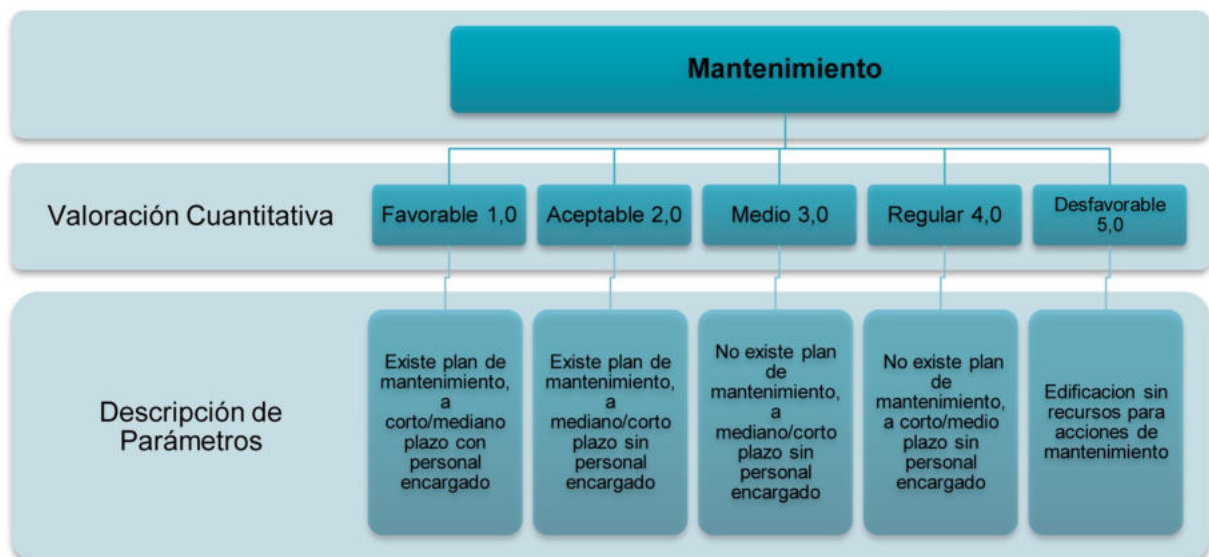 Mantenimiento
Valoración Cuantitativa
Favorable 1,0
Aceptable 2,0
Medio 3,0
Regular 4,0
Desfavorable
5,0
Descripción de
Parámetros
Existe plan de
mantenimiento,
a
corto/mediano
plazo con
personal
encargado
Existe plan de
mantenimiento,
a
mediano/corto
plazo sin
personal
encargado
No existe plan
de
mantenimiento,
a
mediano/corto
plazo sin
personal
encargado
No existe plan
de
mantenimiento,
a corto/medio
plazo sin
personal
encargado
Edificacion sin
recursos para
acciones de
mantenimiento